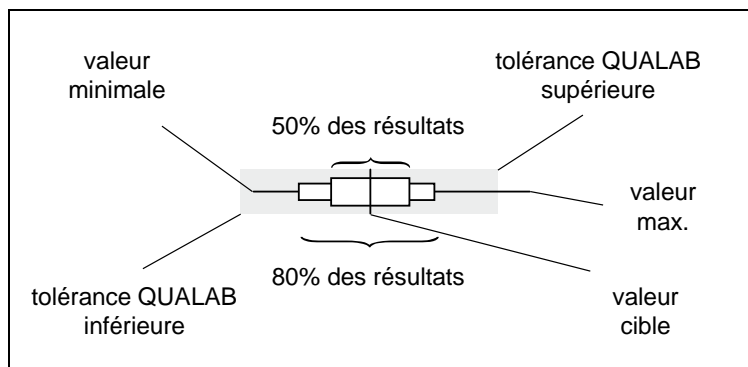 valeur
minimale
tolérance QUALAB
supérieure
50% des résultats
valeur
max.
80% des résultats
tolérance QUALAB
inférieure
valeur
cible